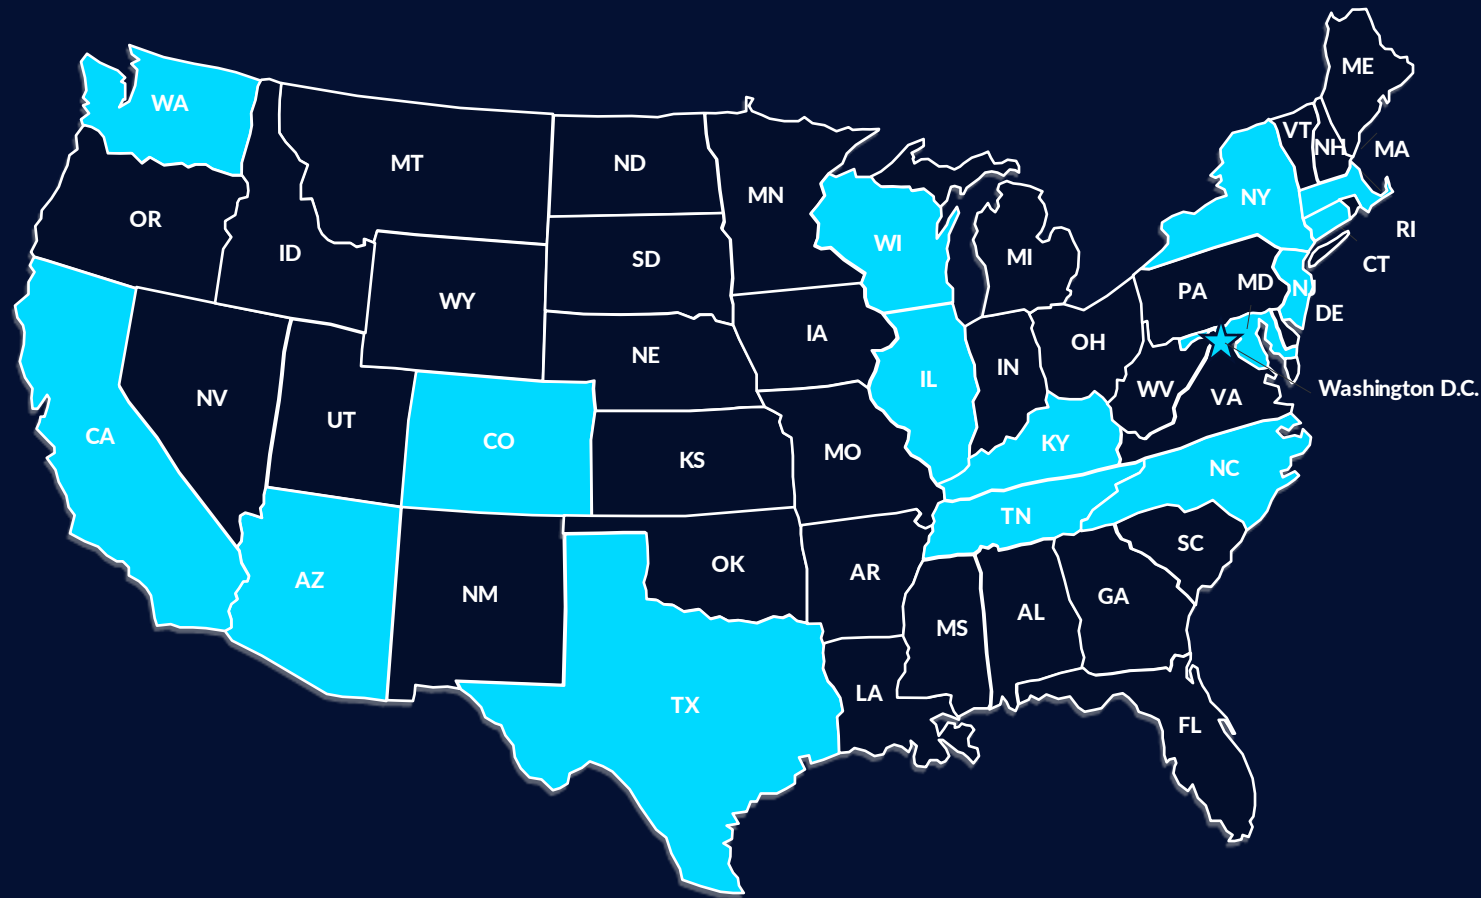 ME
WA
VT
NH
MA
MT
ND
MN
NY
OR
RI
WI
ID
SD
MI
CT
MD
PA
NJ
WY
DE
IA
OH
NE
IN
IL
Washington D.C.
WV
VA
NV
UT
CA
CO
KY
MO
KS
NC
TN
SC
OK
AR
AZ
NM
GA
AL
MS
LA
TX
FL